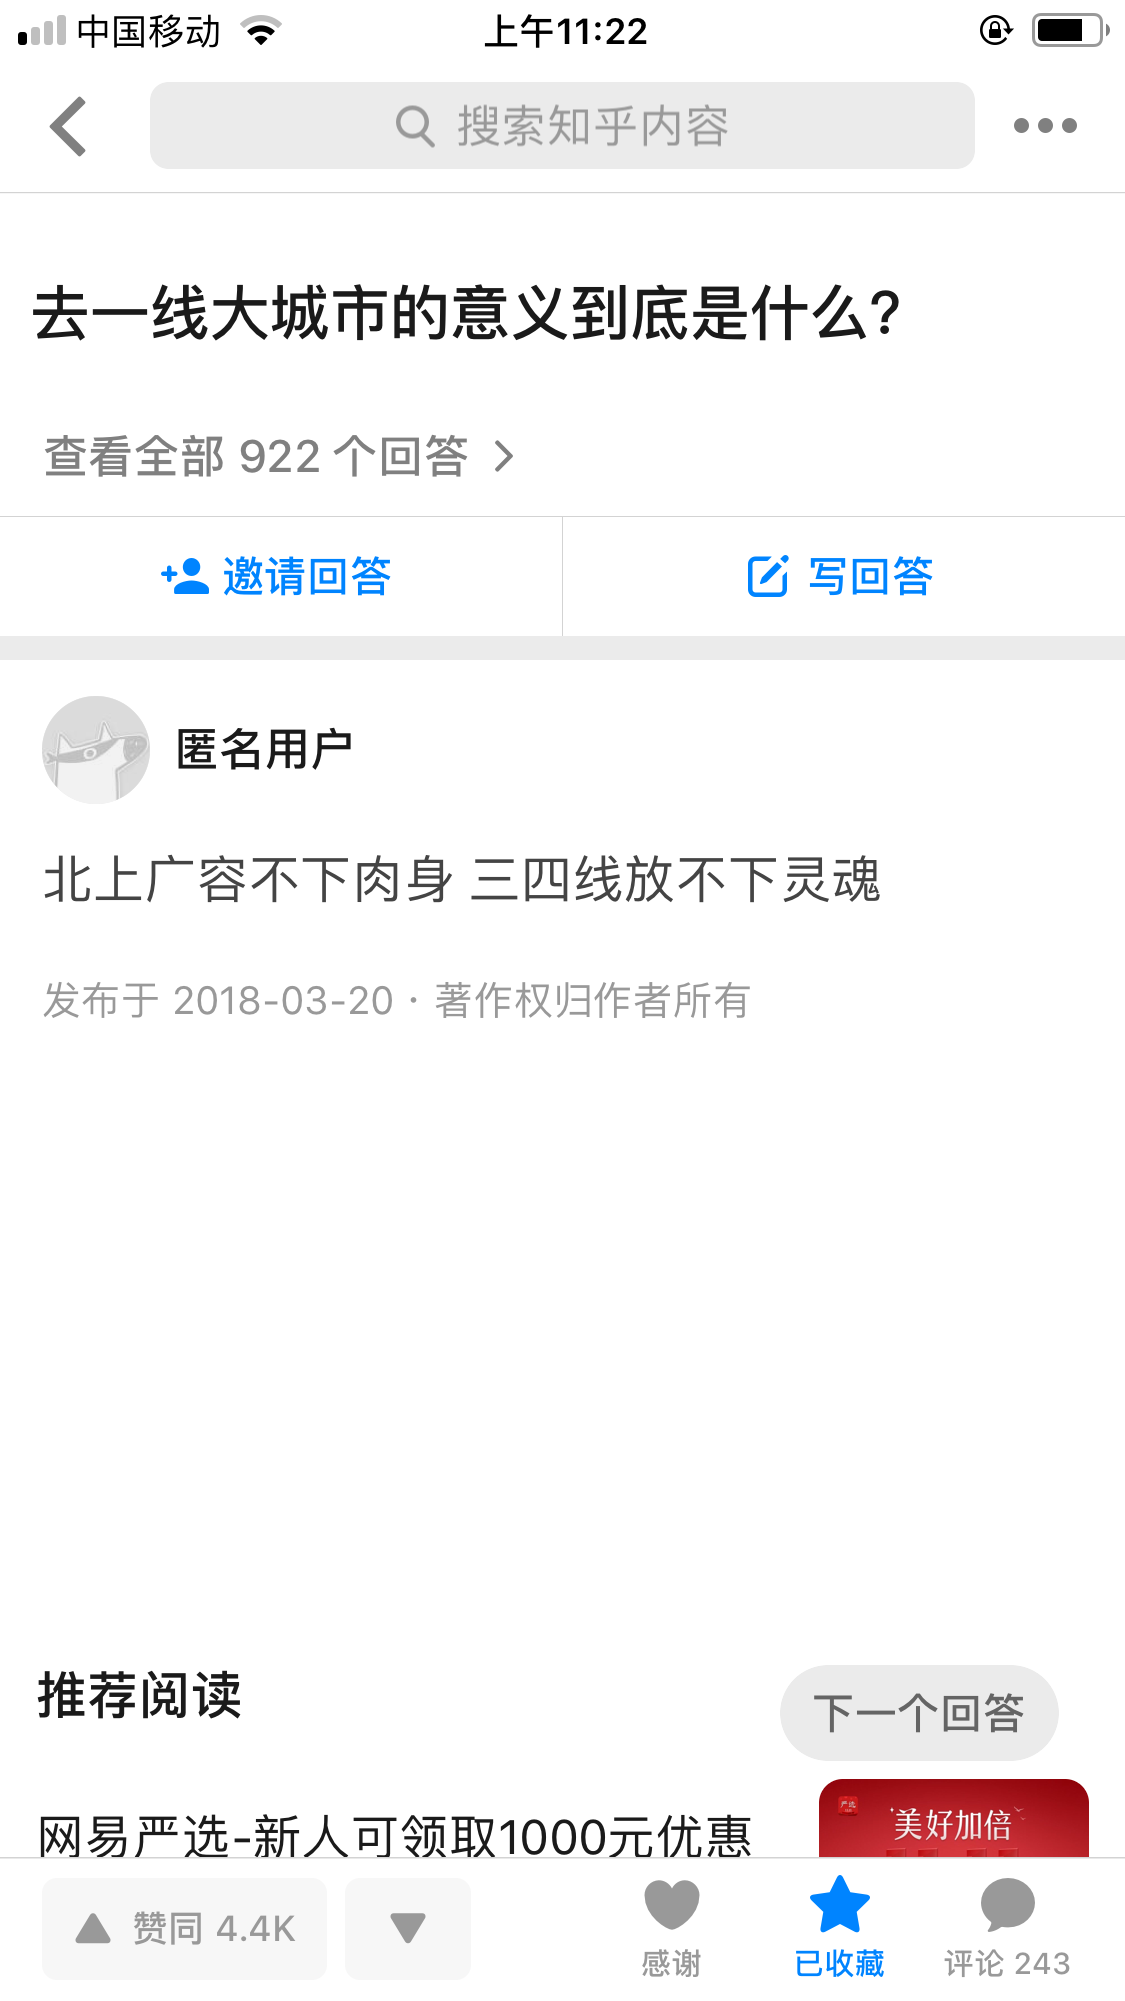 中国移动
上午11:22
搜索知乎内容
去一线大城市的意义到底是什么?
查看全部 922 个回答
邀请回答
写回答
匿名用户
北上广容不下肉身 三四线放不下灵魂
发布于 2018-03-20 · 著作权归作者所有
推荐阅读
下一个回答
网易严选-新人可领取1000元优惠
严选
美好加倍
赞同 4.4K
感谢
已收藏
评论 243